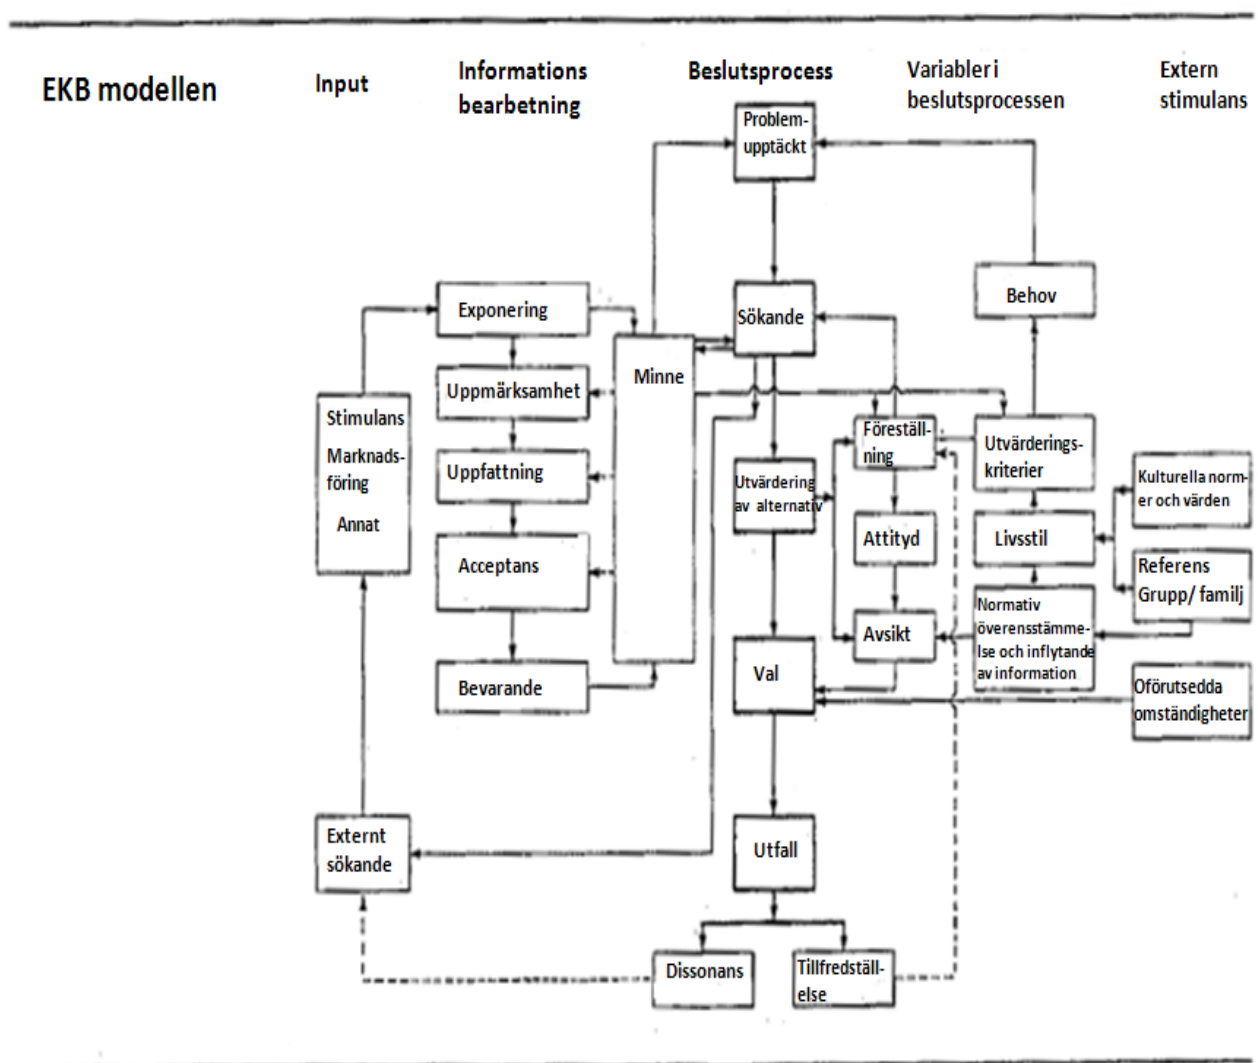 EKB modellen
Input
Informations
bearbetning
Beslutsprocess
Variabler i
beslutsprocessen
Extern
stimulans
Problem-
upptäckt
Exponering
Sökande
Behov
Uppmärksamhet
Minne
Stimulans
Marknads-
föring
Annat
Uppfattning
Acceptans
Bevarande
Föreställ-
ning
Utvärderings-
kriterier
Utvärdering
av alternativ
Attityd
Livsstil
Kulturella norm-
er och värden
Referens
Grupp/ familj
Avsikt
Normativ
överensstämme-
lse och inflytande
av information
Val
Oförutsedda
omständigheter
Externt
sökande
Utfall
Dissonans
Tillfredställ-
else